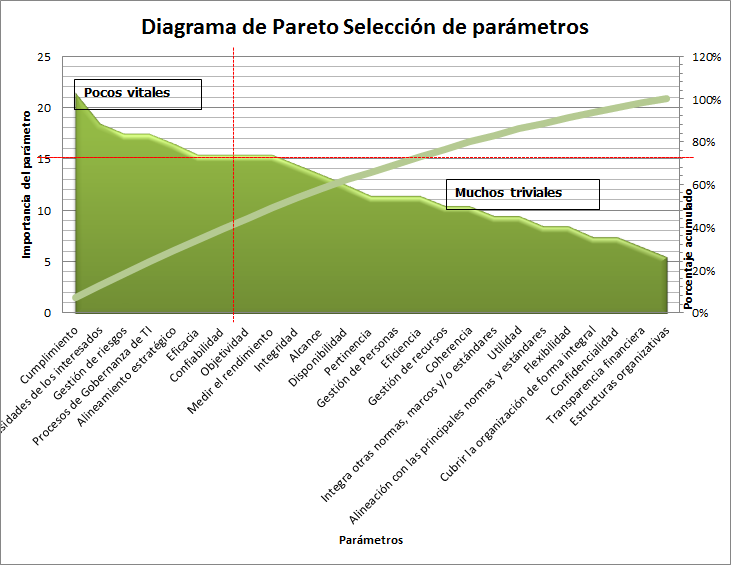 Diagrama de Pareto Selección de parámetros
25
20
15
10
5
0
Importancia del parámetro
Pocos vitales
Muchos triviales
120%
100%
80%
60%
40%
20%
0%
Porcentaje acumulado
Cumplimiento
de los interesados
Gestión de riesgos
Procesos de Gobernanza de TI
Alineamiento estratégico
Eficacia
Confiabilidad
Objetividad
Medir el rendimiento
Integridad
Alcance
Disponibilidad
Pertinencia
Gestión de Personas
Eficiencia
Gestión de recursos
Coherencia
Integra otras normas, marcos y/o estándares
Utilidad
Alineación con las principales normas y estándares
Flexibilidad
Cubrir la organización de forma integral
Confidencialidad
Transparencia financiera
Estructuras organizativas
Parámetros